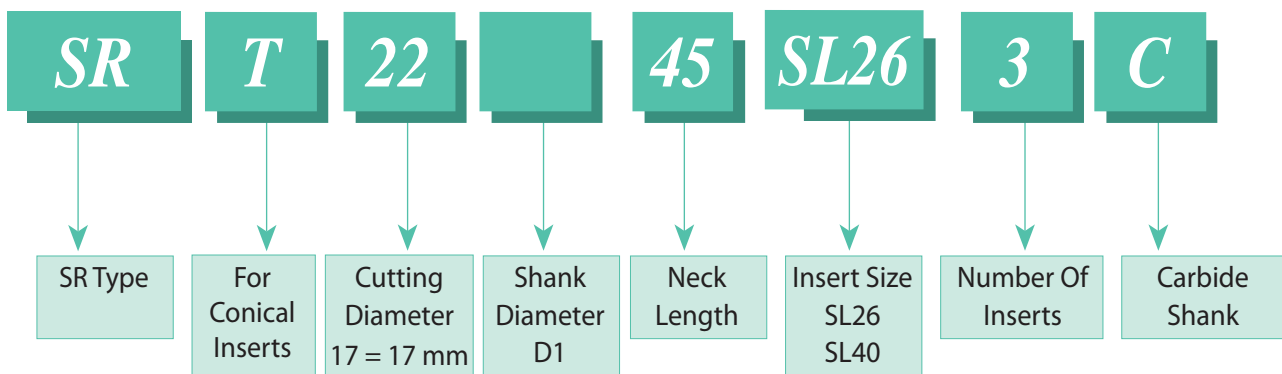 SR T 22 45 SL26 3 C
SR Type
For
Conical
Inserts
Cutting
Diameter
17 = 17 mm
Shank
Diameter
D1
Neck
Length
Insert Size
SL26
SL40
Number Of
Inserts
Carbide
Shank